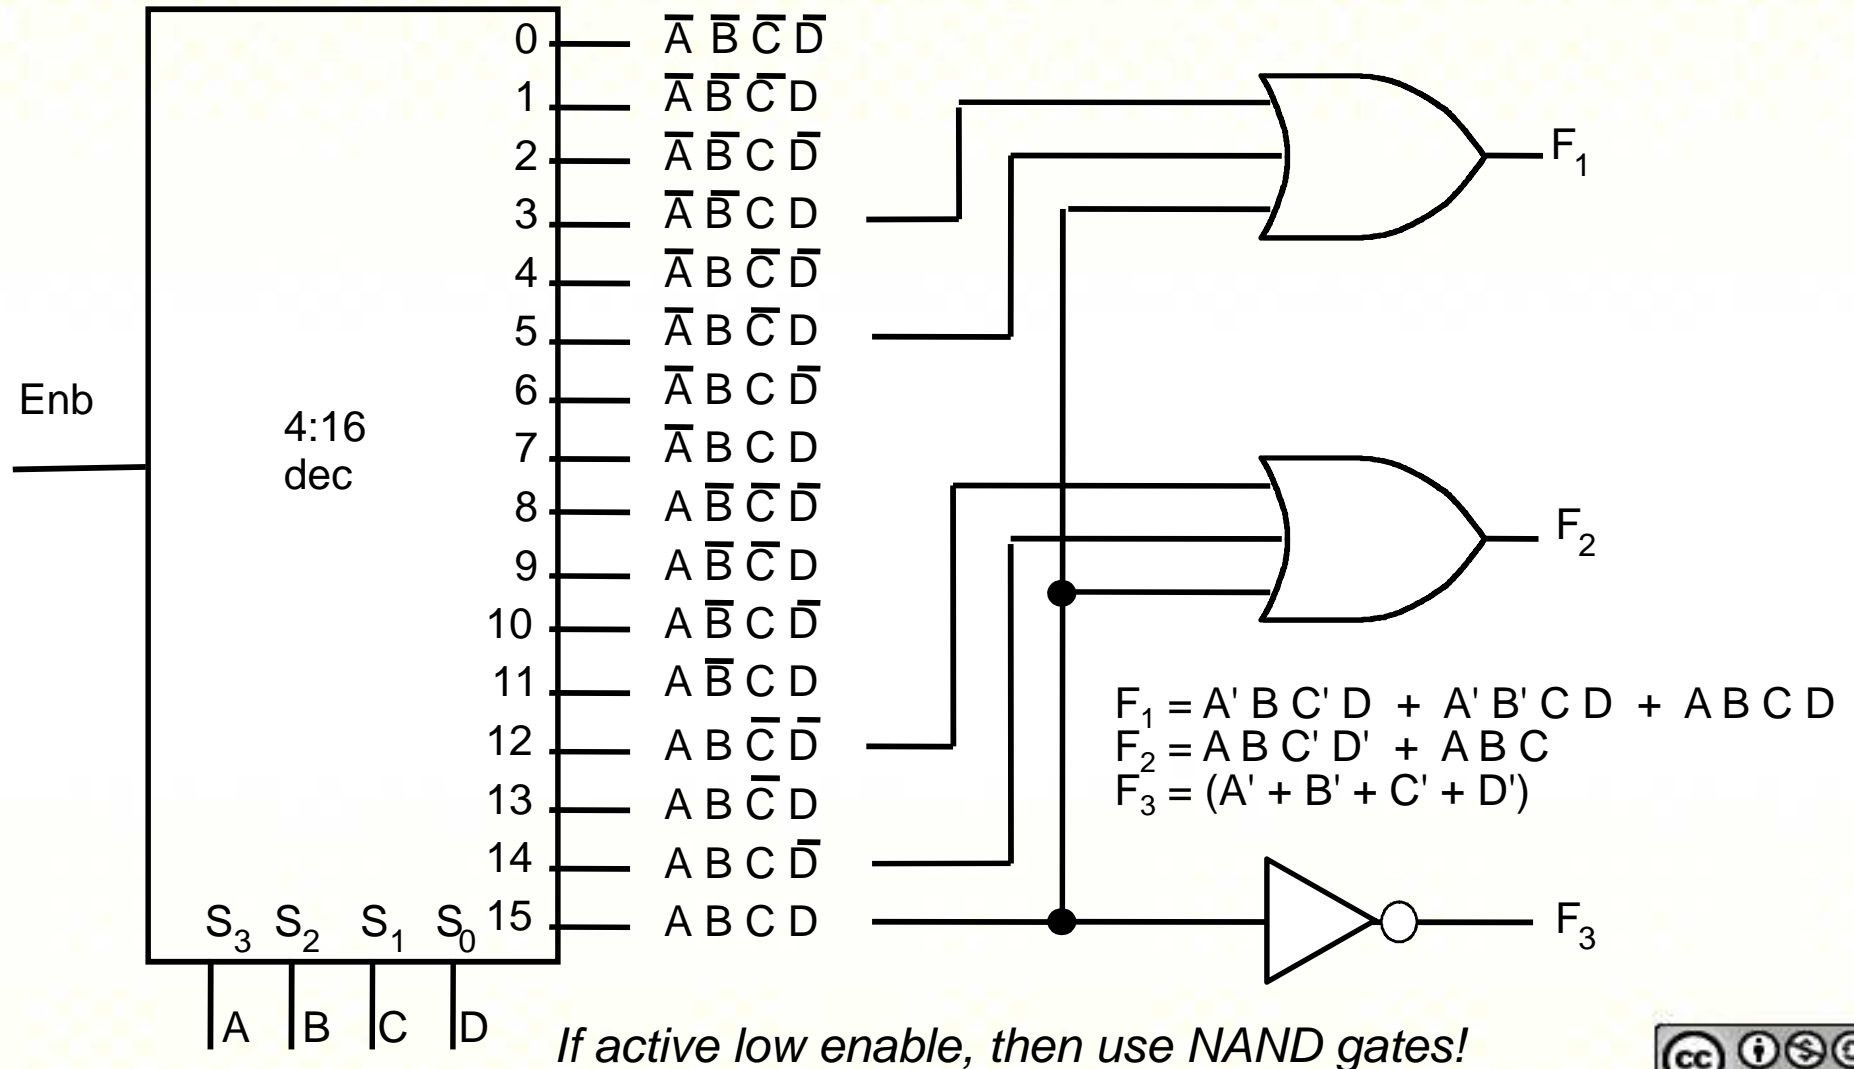 0 A̅ B̅ C̅ D̅
1 A̅ B̅ C̅ D
2 A̅ B̅ C D̅
3 A̅ B̅ C D
4 A̅ B C̅ D̅
5 A̅ B C̅ D
6 A̅ B C D̅
7 A̅ B C D
8 A B̅ C̅ D̅
9 A B̅ C̅ D
10 A B̅ C D̅
11 A B̅ C D
12 A B C̅ D̅
13 A B C̅ D
14 A B C D̅
15 A B C D
Enb
4:16
dec
S₃ S₂ S₁ S₀
A B C D
F₁
F₂
F₁ = A' B C' D + A' B' C D + A B C D
F₂ = A B C' D' + A B C
F₃ = (A' + B' + C' + D')
F₃
If active low enable, then use NAND gates!
cc